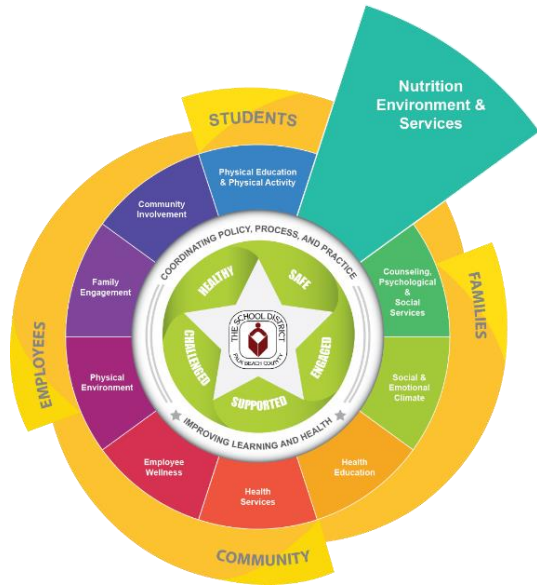 Nutrition
Environment &
Services
STUDENTS
Physical Education
& Physical Activity
Community
Involvement
COORDINATING POLICY, PROCESS, AND PRACTICE
Counseling,
Psychological
& Social
Services
FAMILIES
Family
Engagement
HEALTHY
SAFE
THE SCHOOL DISTRICT
PALM BEACH COUNTY
CHALLENGED
ENGAGED
SUPPORTED
EMPLOYEES
Physical
Environment
Social &
Emotional
Climate
IMPROVING LEARNING AND HEALTH
Employee
Wellness
Health
Services
Health
Education
COMMUNITY